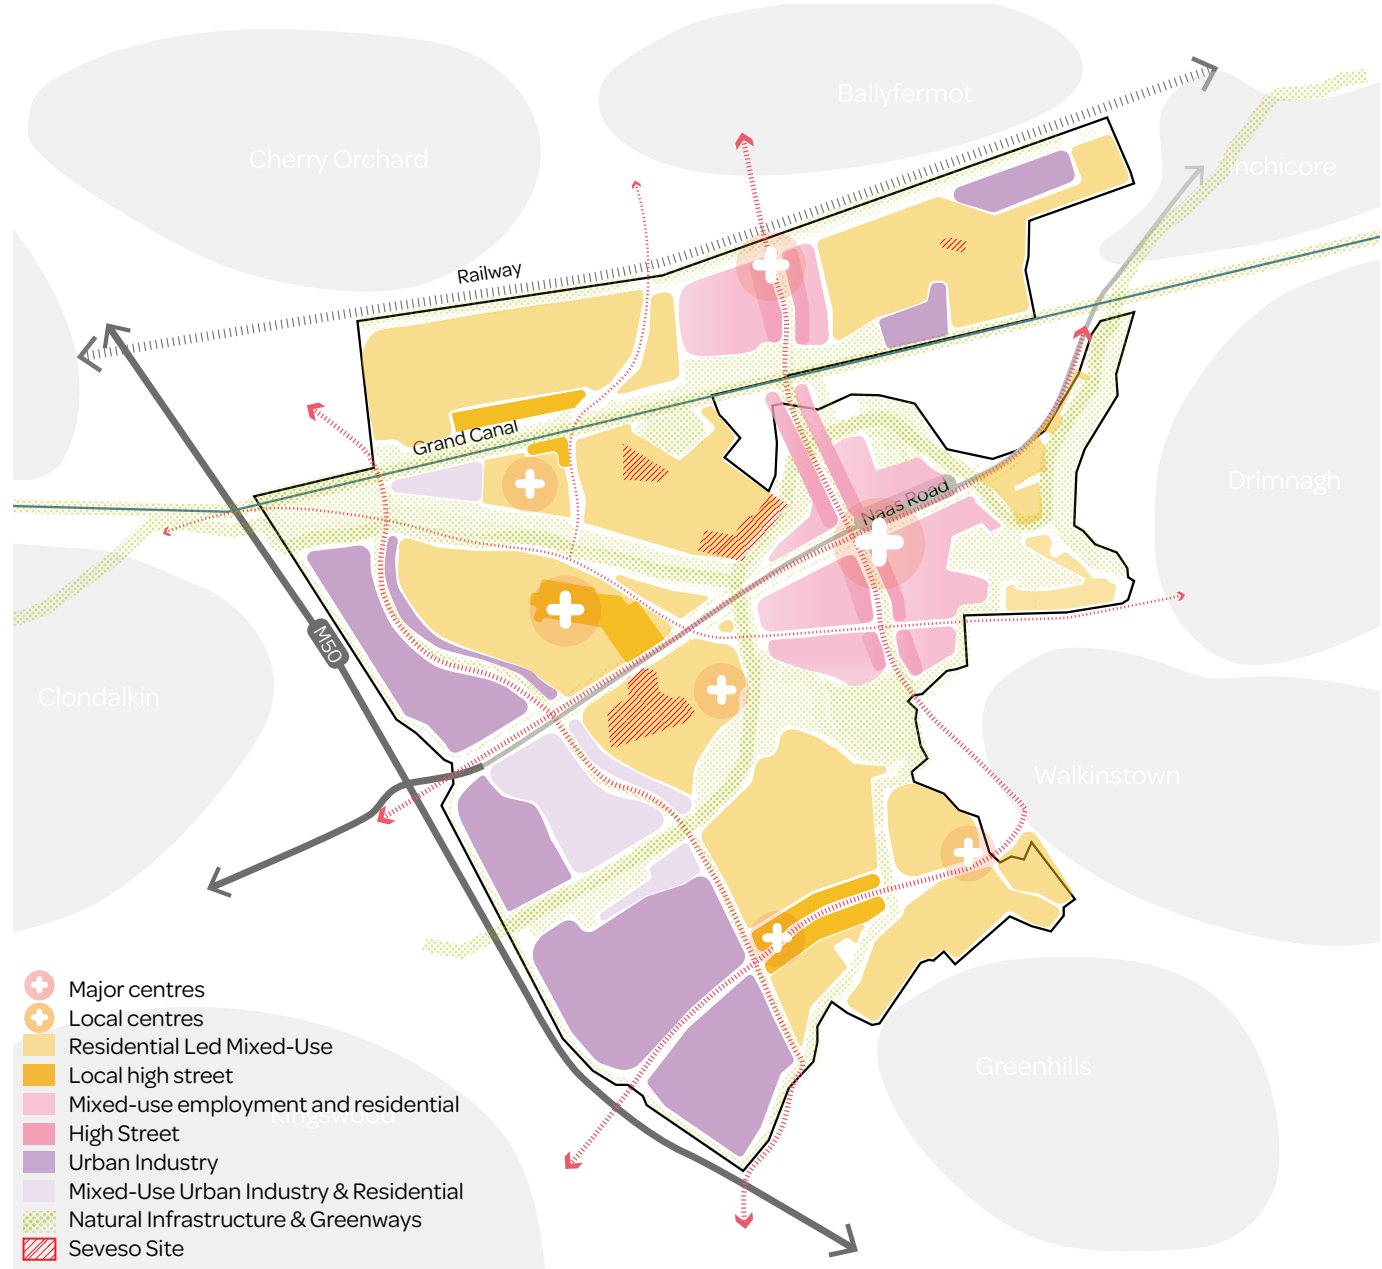 Ballyfermot
Cherry Orchard
Inchicore
Railway
Grand Canal
Drimnagh
Naas Road
M50
Clondalkin
Walkinstown
Greenhills
Kingswood
Major centres
Local centres
Residential Led Mixed-Use
Local high street
Mixed-use employment and residential
High Street
Urban Industry
Mixed-Use Urban Industry & Residential
Natural Infrastructure & Greenways
Seveso Site